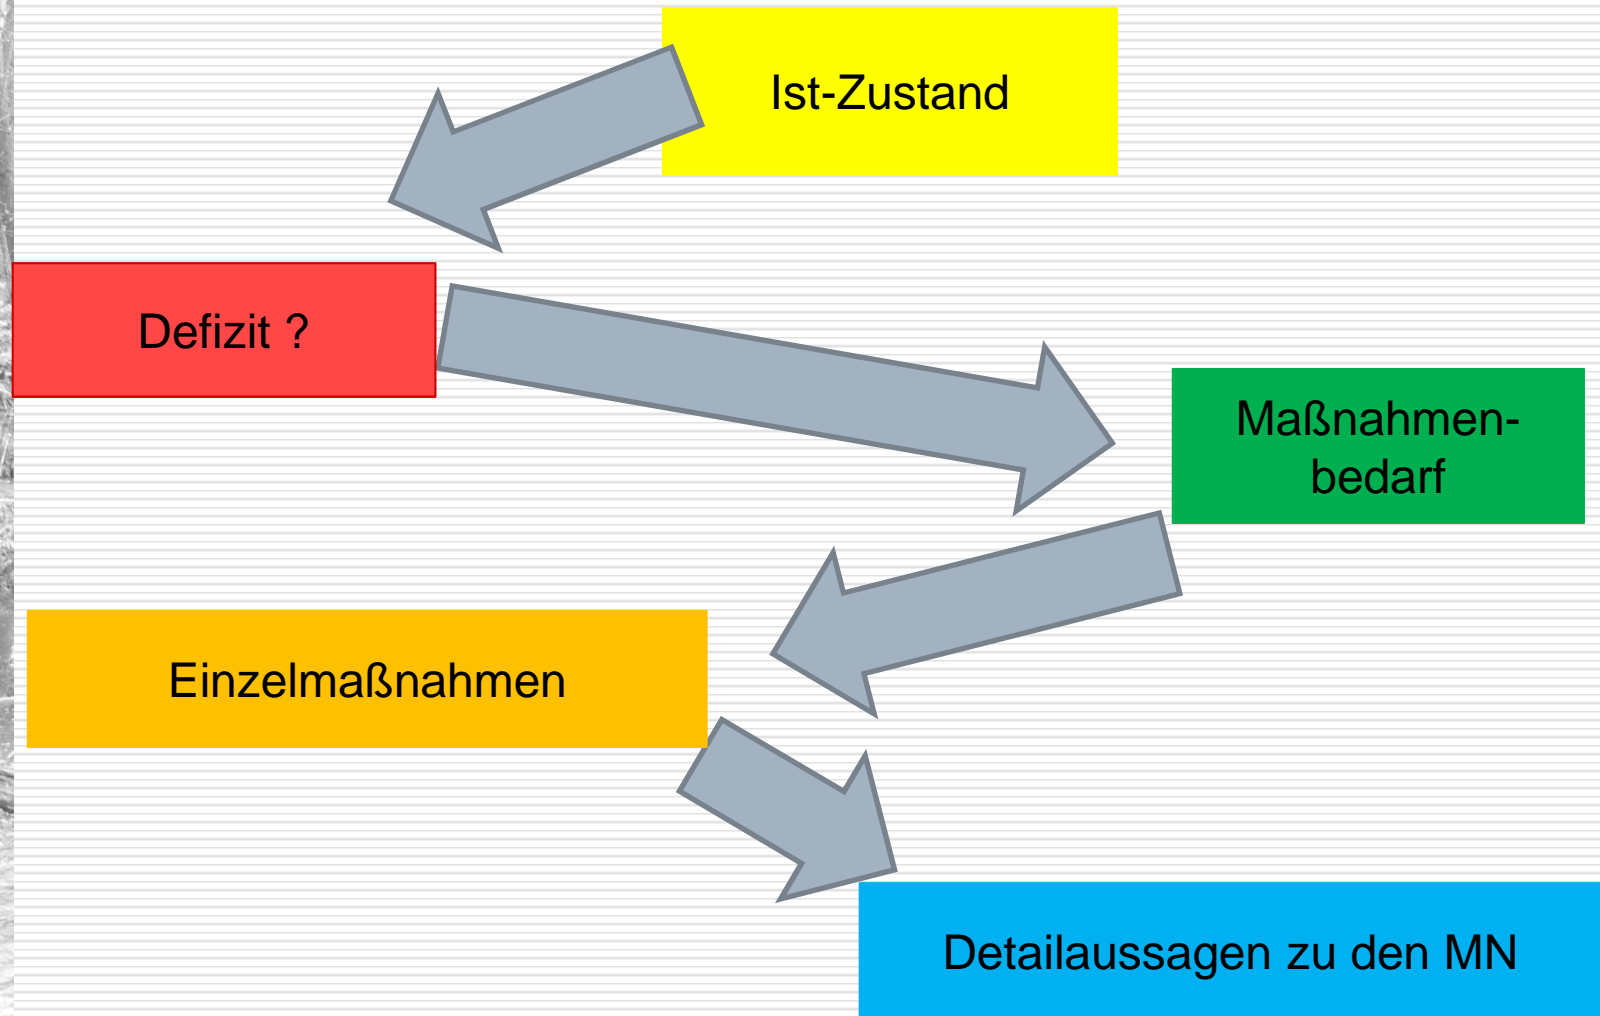 Ist-Zustand
Defizit ?
Maßnahmen-
bedarf
Einzelmaßnahmen
Detailaussagen zu den MN